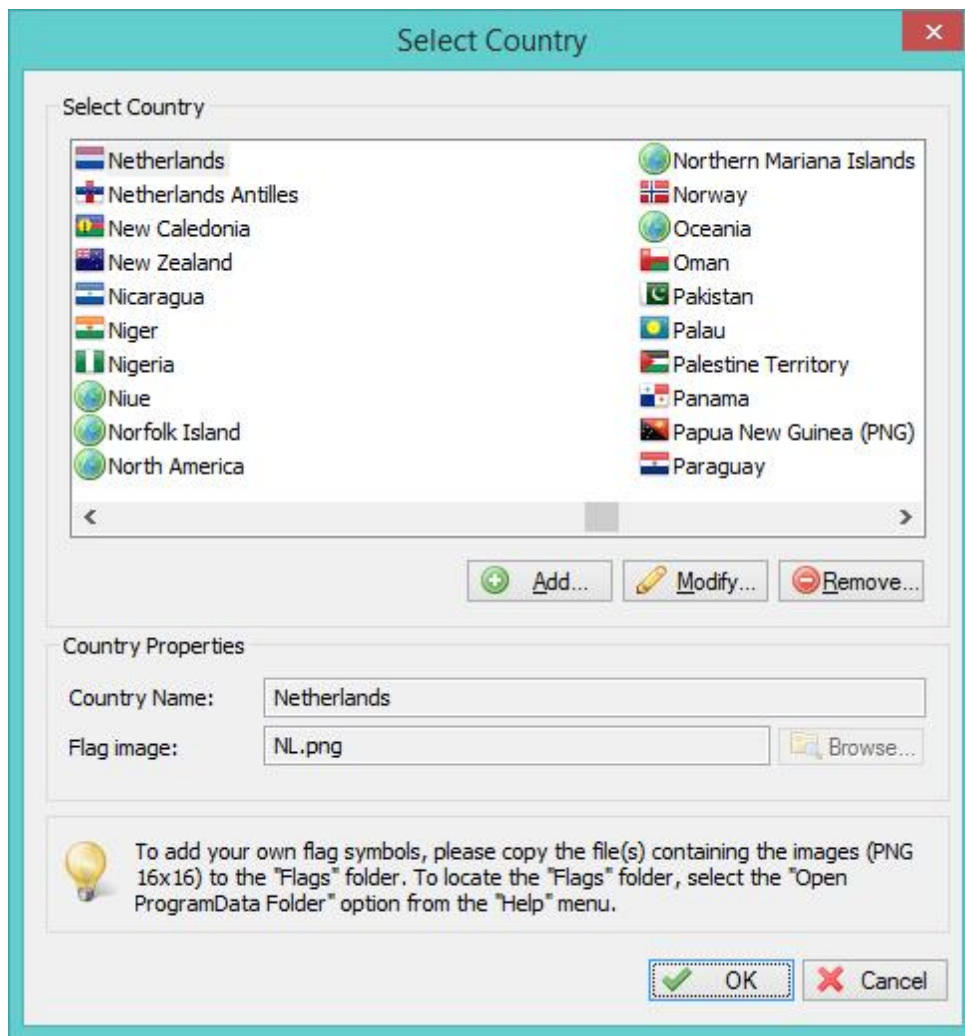 Select Country
Select Country
Netherlands
Netherlands Antilles
New Caledonia
New Zealand
Nicaragua
Niger
Nigeria
Niue
Norfolk Island
North America
Northern Mariana Islands
Norway
Oceania
Oman
Pakistan
Palau
Palestine Territory
Panama
Papua New Guinea (PNG)
Paraguay
Add...
Modify...
Remove...
Country Properties
Country Name:
Netherlands
Flag image:
NL.png
Browse...
To add your own flag symbols, please copy the file(s) containing the images (PNG
16x16) to the "Flags" folder. To locate the "Flags" folder, select the "Open
ProgramData Folder" option from the "Help" menu.
OK
Cancel